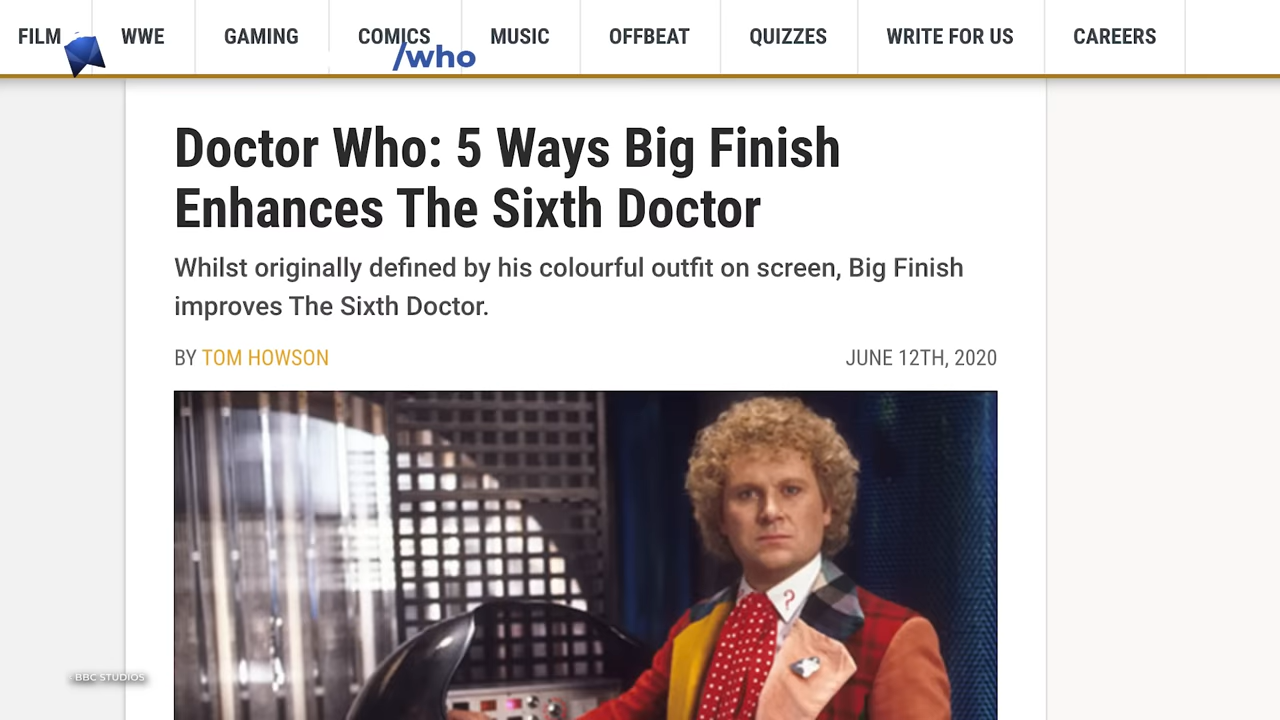 FILM WWE GAMING COMICS MUSIC OFFBEAT QUIZZES WRITE FOR US CAREERS
/who
Doctor Who: 5 Ways Big Finish
Enhances The Sixth Doctor
Whilst originally defined by his colourful outfit on screen, Big Finish
improves The Sixth Doctor.
BY TOM HOWSON JUNE 12TH, 2020
?
BBC STUDIOS